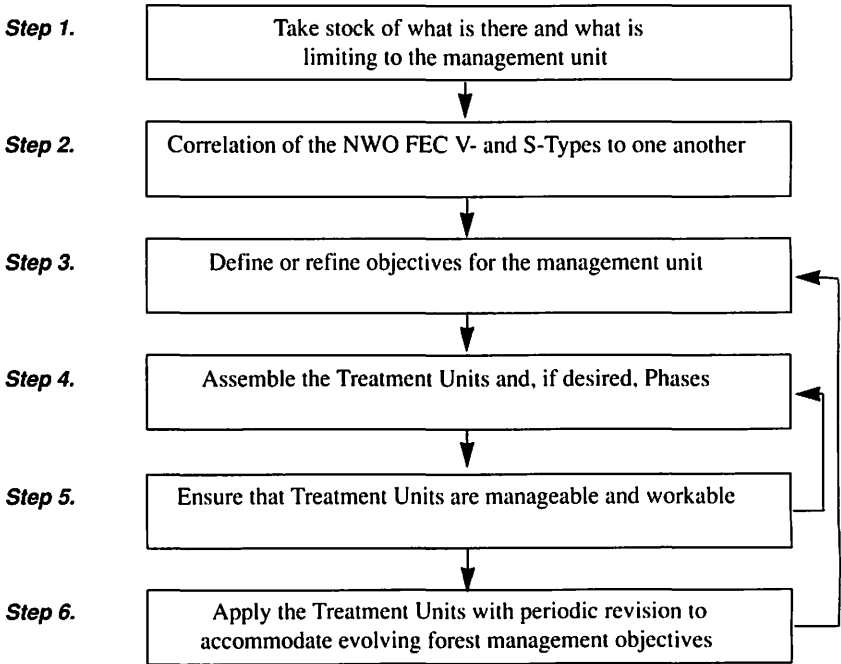 Step 1.
Take stock of what is there and what is
limiting to the management unit
Step 2.
Correlation of the NWO FEC V- and S-Types to one another
Step 3.
Define or refine objectives for the management unit
Step 4.
Assemble the Treatment Units and, if desired, Phases
Step 5.
Ensure that Treatment Units are manageable and workable
Step 6.
Apply the Treatment Units with periodic revision to
accommodate evolving forest management objectives